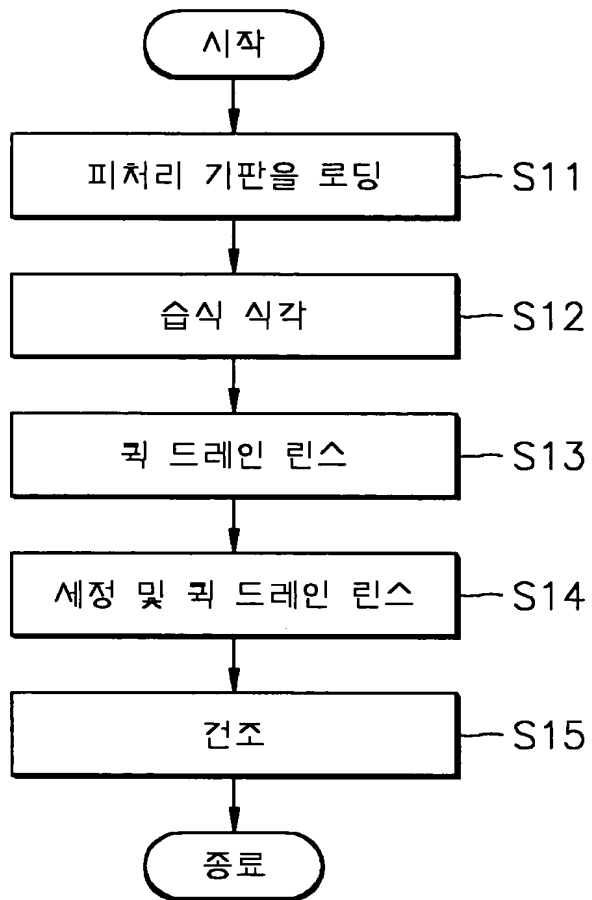 시작
피처리 기판을 로딩 S11
습식 식각 S12
퀵 드레인 린스 S13
세정 및 퀵 드레인 린스 S14
건조 S15
종료